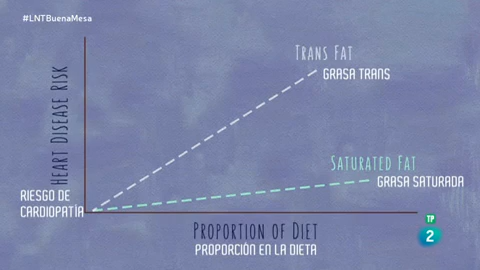 #LNTBuenaMesa
Trans Fat
GRASA TRANS
Heart Disease Risk
Saturated Fat
GRASA SATURADA
RIESGO DE
CARDIOPATÍA
Proportion of Diet
PROPORCIÓN EN LA DIETA
TP
2